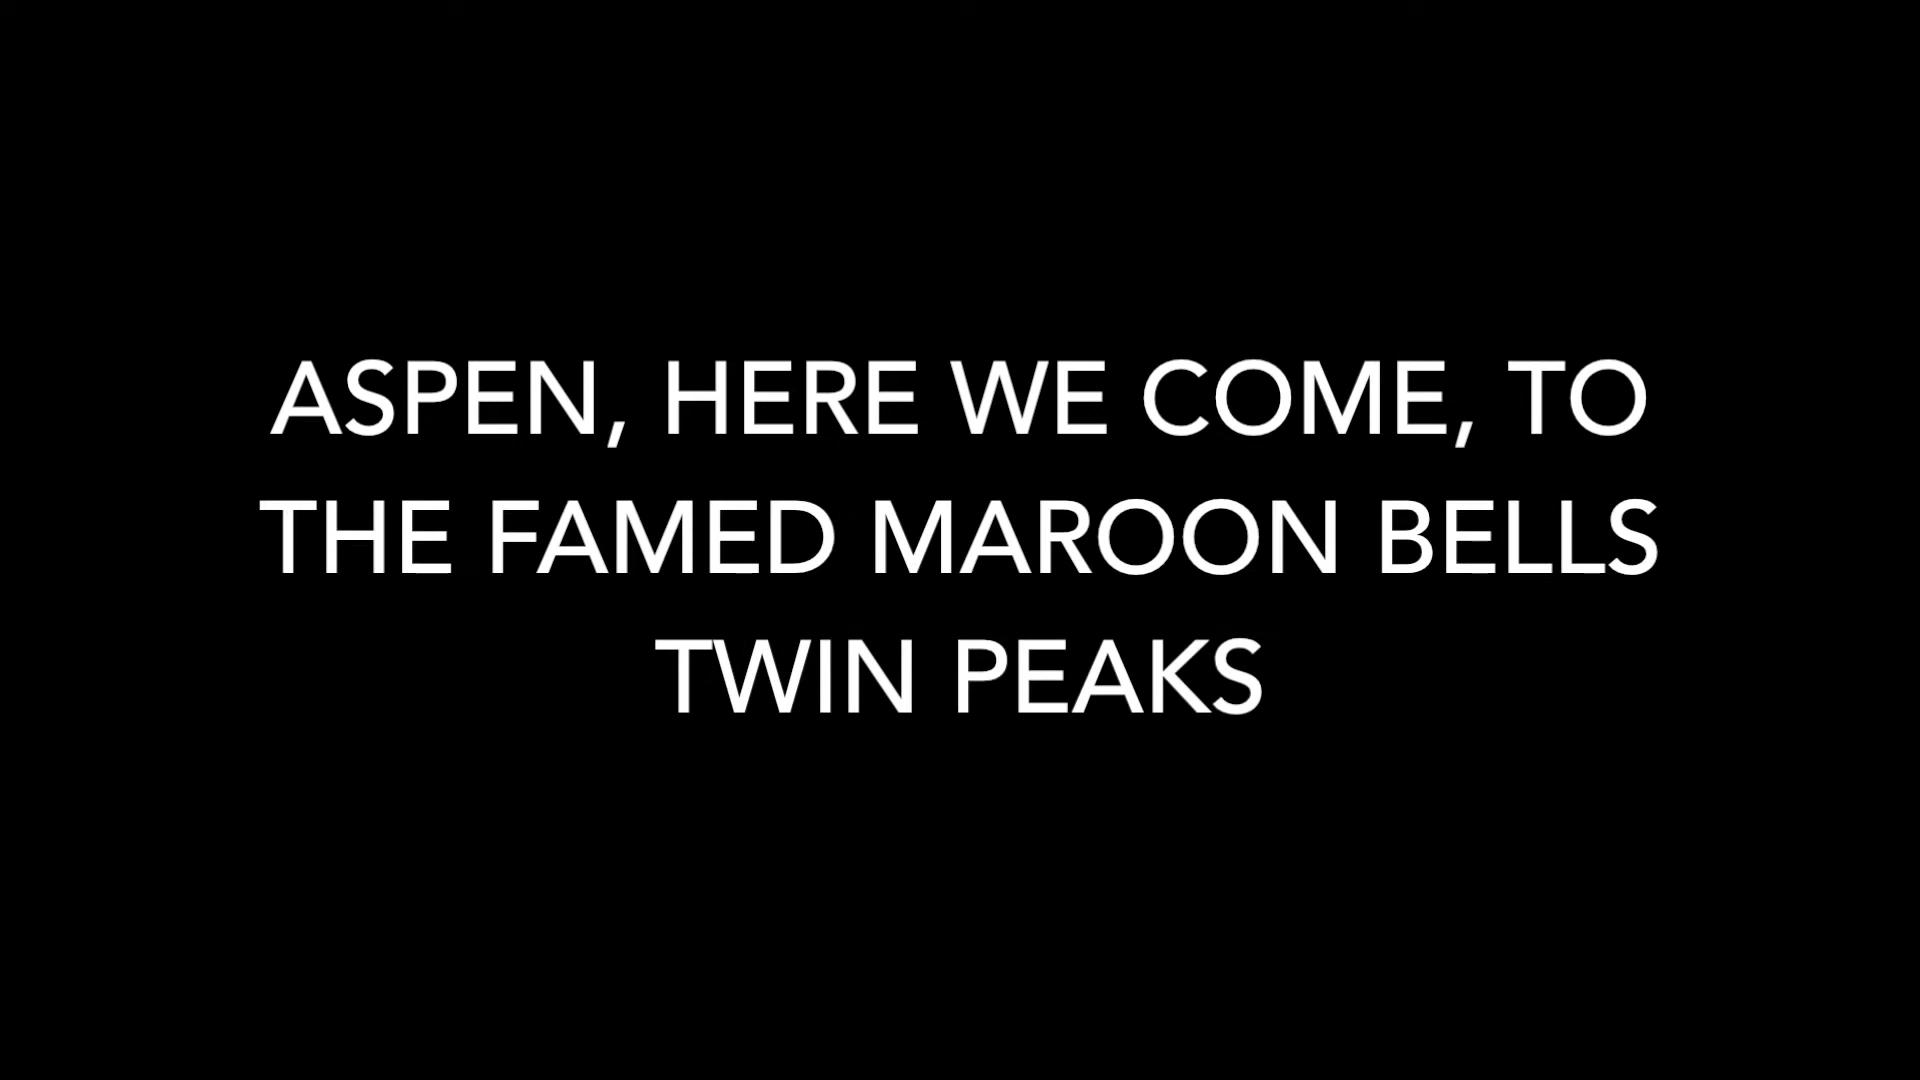 ASPEN, HERE WE COME, TO
THE FAMED MAROON BELLS
TWIN PEAKS